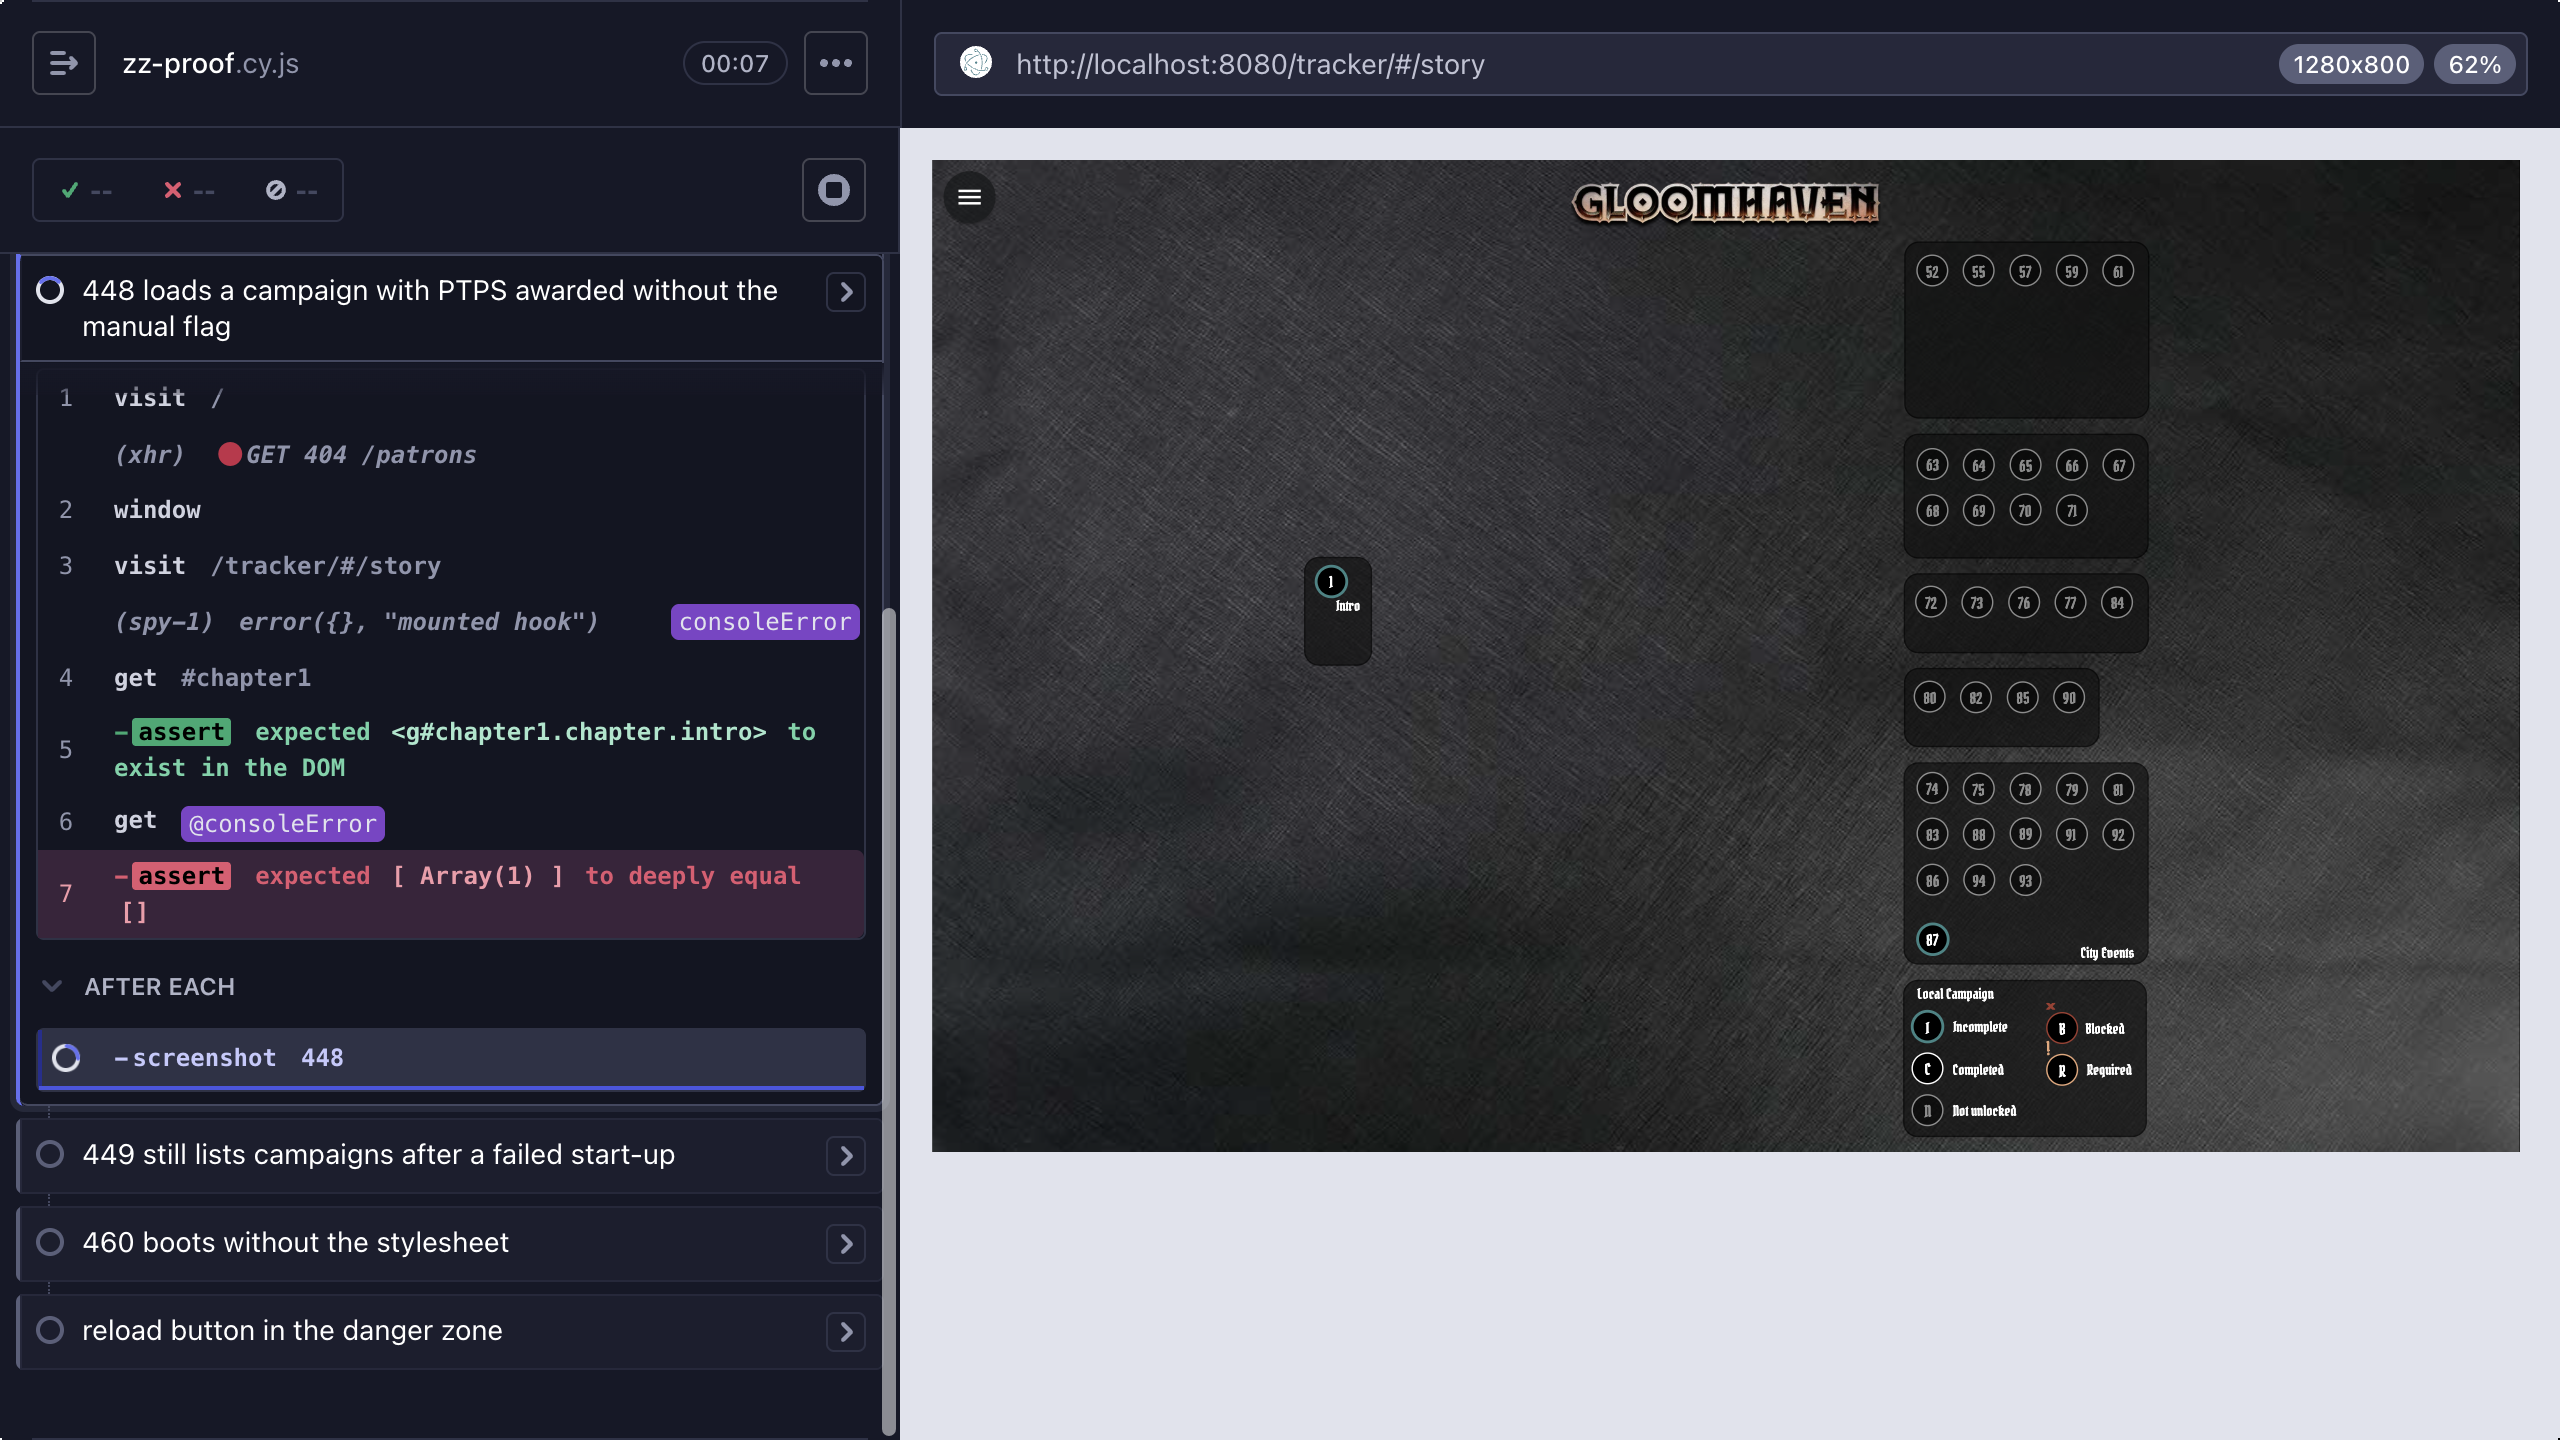 zz-proof.cy.js
00:07
--
--
--
448 loads a campaign with PTPS awarded without the
manual flag
1 visit /
(xhr) GET 404 /patrons
2 window
3 visit /tracker/#/story
(spy-1) error({}, "mounted hook") consoleError
4 get #chapter1
5 -assert expected <g#chapter1.chapter.intro> to
exist in the DOM
6 get @consoleError
7 -assert expected [ Array(1) ] to deeply equal
[]
AFTER EACH
-screenshot 448
449 still lists campaigns after a failed start-up
460 boots without the stylesheet
reload button in the danger zone
http://localhost:8080/tracker/#/story
1280x800
62%
GLOOMHAVEN
1
Intro
52 55 57 59 61
63 64 65 66 67
68 69 70 71
72 73 76 77 84
80 82 85 90
74 75 78 79 81
83 88 89 91 92
86 94 93
87
City Events
Local Campaign
I Incomplete
B Blocked
C Completed
! R Required
N Not unlocked